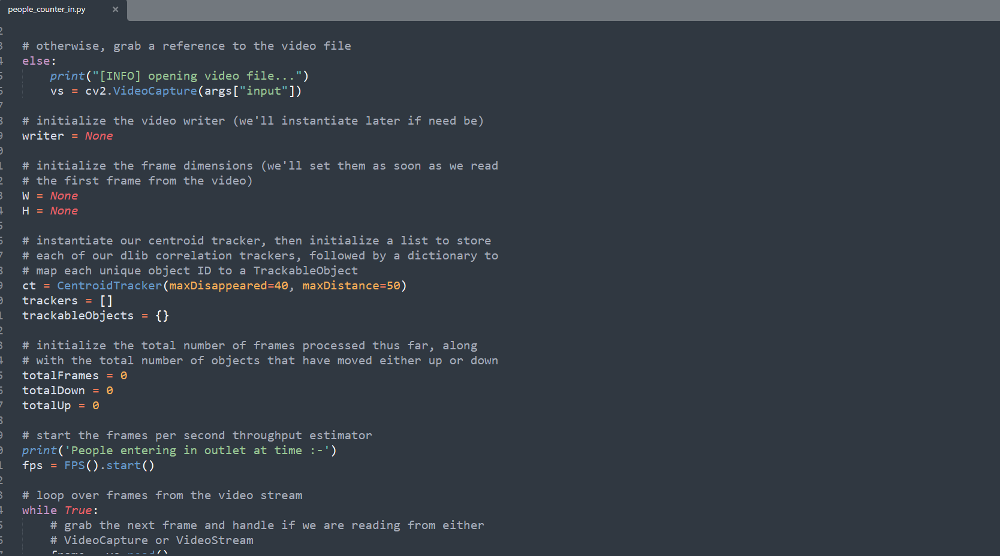 people_counter_in.py ×
# otherwise, grab a reference to the video file
else:
    print("[INFO] opening video file...")
    vs = cv2.VideoCapture(args["input"])
# initialize the video writer (we'll instantiate later if need be)
writer = None
# initialize the frame dimensions (we'll set them as soon as we read
# the first frame from the video)
W = None
H = None
# instantiate our centroid tracker, then initialize a list to store
# each of our dlib correlation trackers, followed by a dictionary to
# map each unique object ID to a TrackableObject
ct = CentroidTracker(maxDisappeared=40, maxDistance=50)
trackers = []
trackableObjects = {}
# initialize the total number of frames processed thus far, along
# with the total number of objects that have moved either up or down
totalFrames = 0
totalDown = 0
totalUp = 0
# start the frames per second throughput estimator
print('People entering in outlet at time :-')
fps = FPS().start()
# loop over frames from the video stream
while True:
    # grab the next frame and handle if we are reading from either
    # VideoCapture or VideoStream